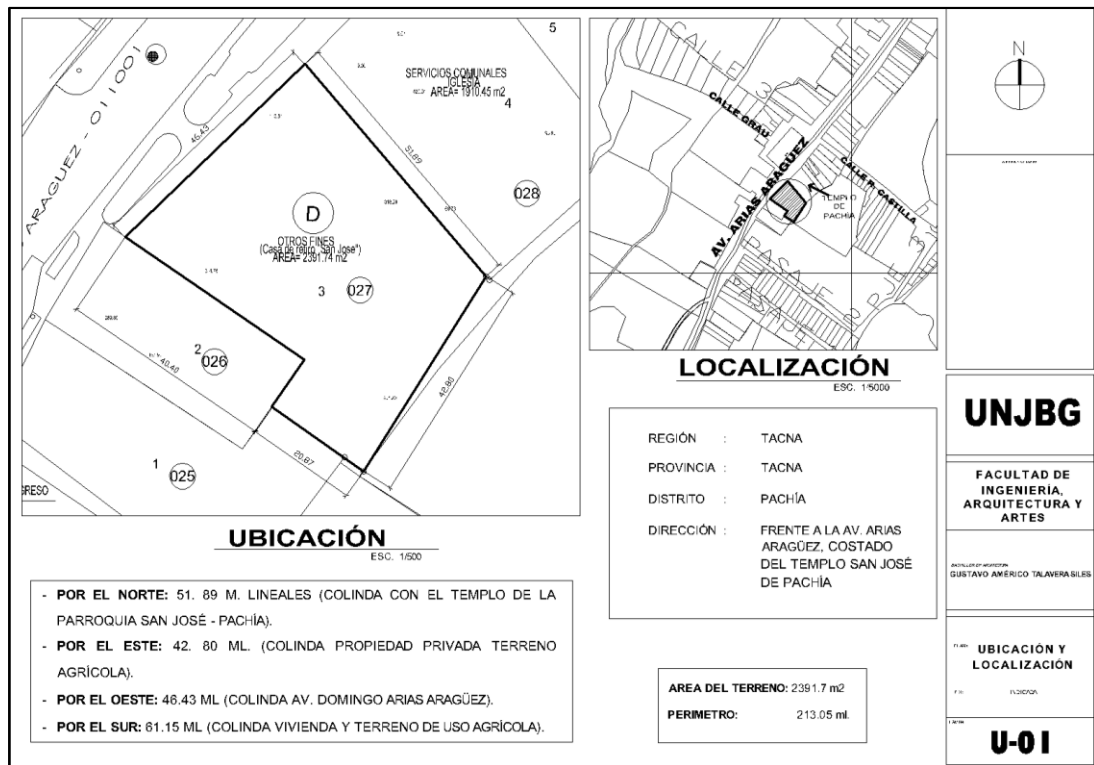 5
SERVICIOS COMUNALES
IGLESIA
AREA= 1910.45 m2
4
ARAGUEZ - 011001
46.43
51.89
028
D
OTROS FINES
(Casa de retiro "San Jose")
AREA= 2391.74 m2
3
027
2
026
42.80
20.87
1
025
GRESO
UBICACIÓN
ESC. 1/500
CALLE 3
CALLE GRAU
AV. ARIAS ARAGÜEZ
CALLE R. CASTILLA
TEMPLO
DE
PACHÍA
LOCALIZACIÓN
ESC. 1/5000
- POR EL NORTE: 51. 89 M. LINEALES (COLINDA CON EL TEMPLO DE LA
PARROQUIA SAN JOSÉ - PACHÍA).
- POR EL ESTE: 42. 80 ML. (COLINDA PROPIEDAD PRIVADA TERRENO
AGRÍCOLA).
- POR EL OESTE: 46.43 ML (COLINDA AV. DOMINGO ARIAS ARAGÜEZ).
- POR EL SUR: 61.15 ML (COLINDA VIVIENDA Y TERRENO DE USO AGRÍCOLA).
REGIÓN : TACNA
PROVINCIA : TACNA
DISTRITO : PACHÍA
DIRECCIÓN : FRENTE A LA AV. ARIAS
ARAGÜEZ, COSTADO
DEL TEMPLO SAN JOSÉ
DE PACHÍA
AREA DEL TERRENO: 2391.7 m2
PERIMETRO: 213.05 ml.
N
UNJBG
FACULTAD DE
INGENIERÍA,
ARQUITECTURA Y
ARTES
GUSTAVO AMÉRICO TALAVERA SILES
UBICACIÓN Y
LOCALIZACIÓN
INDICADA
U-01